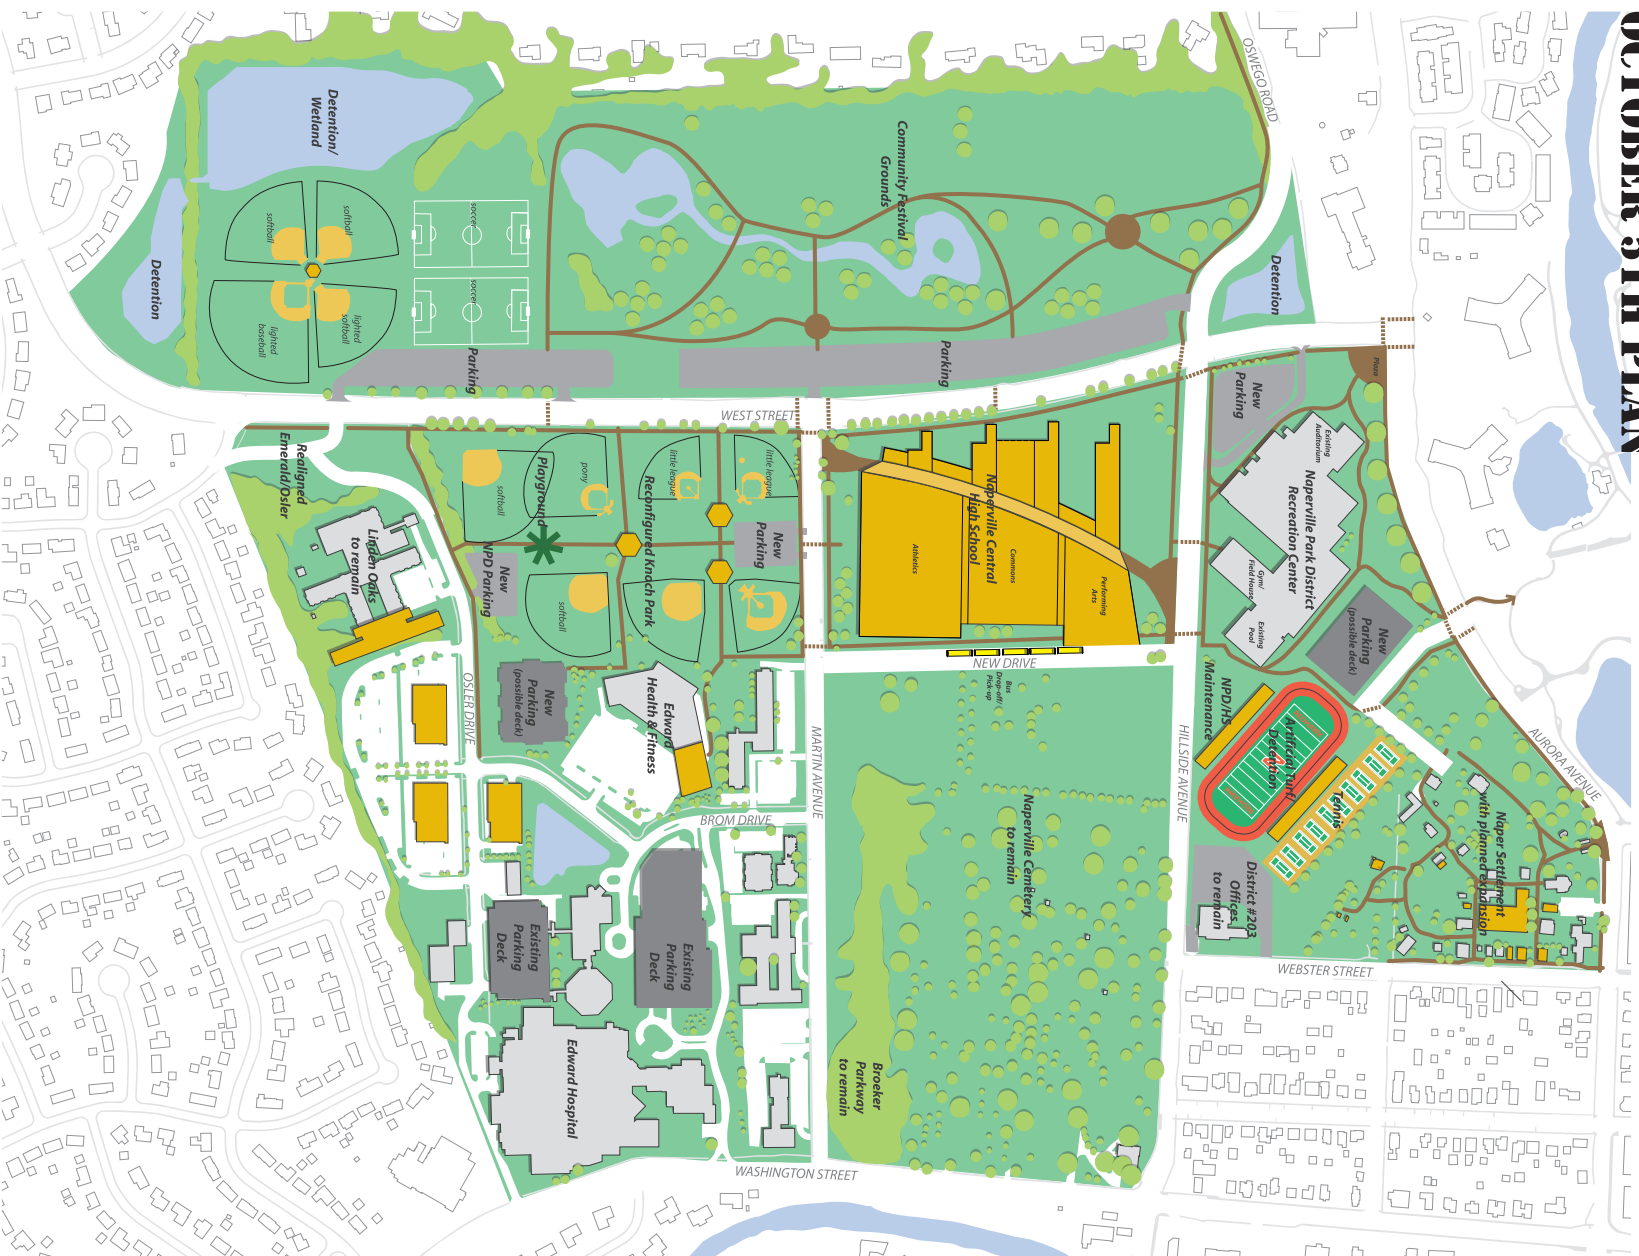 OCTOBER 5TH PLAN
OSWEGO ROAD
Detention/
Wetland
Community Festival
Grounds
softball
softball
soccer
soccer
Detention
Detention
lighted
softball
lighted
baseball
Parking
Parking
Plaza
New
Parking
WEST STREET
Realigned
Emerald/Osler
Existing
Auditorium
Naperville Park District
Recreation Center
Gym/
Field House
Existing
Pool
softball
Playground
pony
little league
little league
Reconfigured Knoch Park
New
Parking
Naperville Central
High School
Athletics
Commons
Performing
Arts
Linden Oaks
to remain
New
NPD Parking
softball
New
Parking
(possible deck)
New
Parking
(possible deck)
Edward
Health & Fitness
NEW DRIVE
Bus
Drop-off/
Pick-up
NPD/HS
Maintenance
OSLER DRIVE
MARTIN AVENUE
HILLSIDE AVENUE
AURORA AVENUE
Artificial Turf/
Detention
Tennis
BROM DRIVE
Naperville Cemetery
to remain
Naper Settlement
with planned expansion
District #203
Offices
to remain
Existing
Parking
Deck
Existing
Parking
Deck
WEBSTER STREET
Edward Hospital
Broeker
Parkway
to remain
WASHINGTON STREET